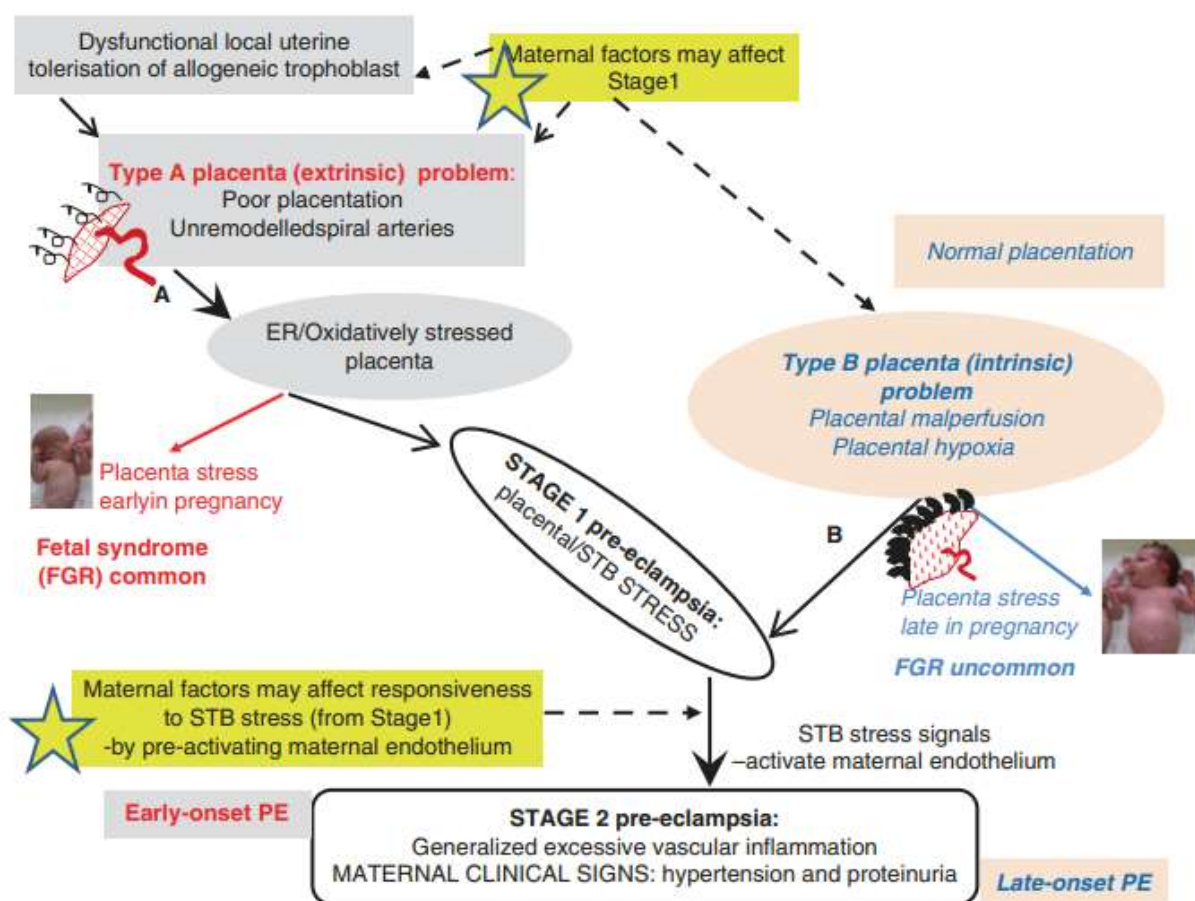 Dysfunctional local uterine
tolerisation of allogeneic trophoblast
Maternal factors may affect
Stage1
Type A placenta (extrinsic) problem:
Poor placentation
Unremodelledspiral arteries
A
Normal placentation
ER/Oxidatively stressed
placenta
Type B placenta (intrinsic)
problem
Placental malperfusion
Placental hypoxia
Placenta stress
earlyin pregnancy
Fetal syndrome
(FGR) common
STAGE 1 pre-eclampsia:
placental/STB STRESS
B
Placenta stress
late in pregnancy
FGR uncommon
Maternal factors may affect responsiveness
to STB stress (from Stage1)
-by pre-activating maternal endothelium
STB stress signals
–activate maternal endothelium
Early-onset PE
STAGE 2 pre-eclampsia:
Generalized excessive vascular inflammation
MATERNAL CLINICAL SIGNS: hypertension and proteinuria
Late-onset PE